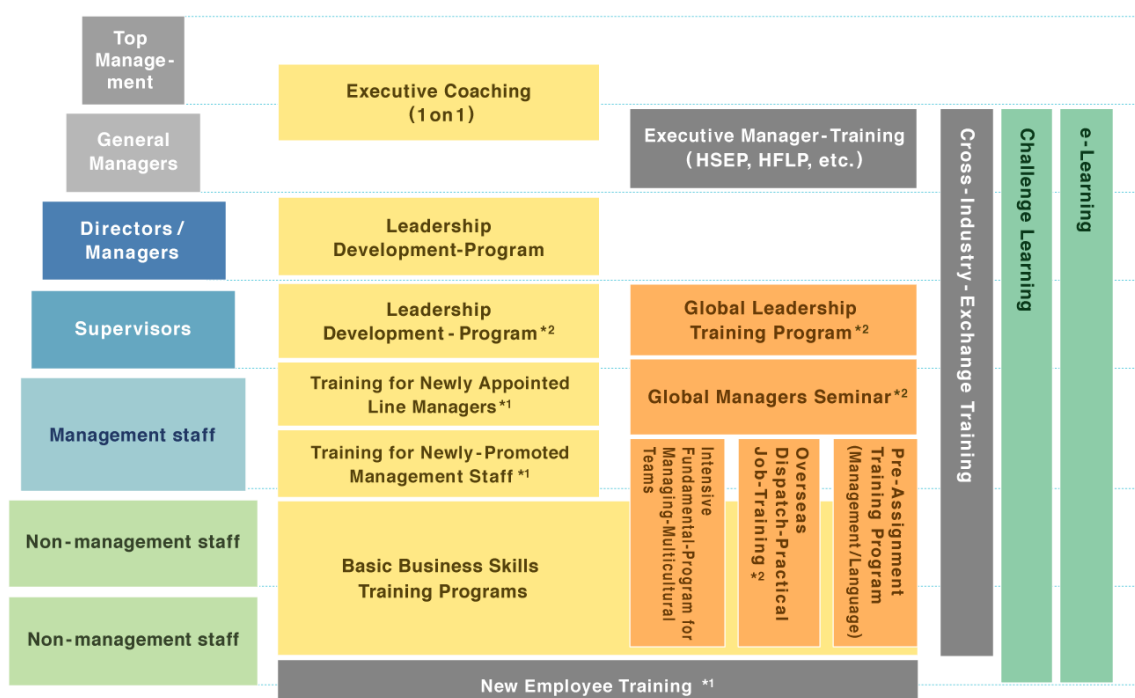 Top
Manage-
ment
Executive Coaching
(1 on 1)
General
Managers
Executive Manager-Training
(HSEP, HFLP, etc.)
Cross-Industry-Exchange Training
Challenge Learning
e-Learning
Directors /
Managers
Leadership
Development-Program
Supervisors
Leadership
Development - Program*2
Global Leadership
Training Program*2
Management staff
Training for Newly Appointed
Line Managers*1
Global Managers Seminar*2
Training for Newly-Promoted
Management Staff *1
Intensive
Fundamental-Program for
Managing-Multicultural
Teams
Overseas
Dispatch-Practical
Job-Training
*2
Pre-Assignment
Training Program
(Management/Language)
Non-management staff
Basic Business Skills
Training Programs
Non-management staff
New Employee Training *1